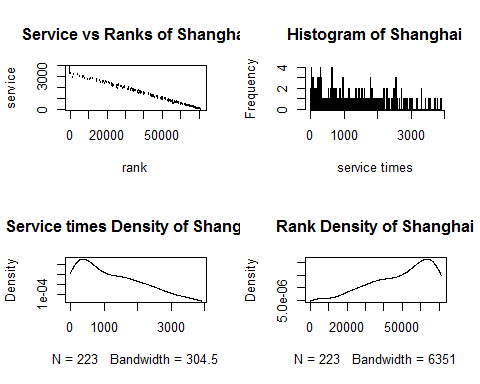 Service vs Ranks of Shangha
service
3000
0
0 20000 50000
rank
Histogram of Shanghai
Frequency
4
2
0
0 1000 3000
service times
Service times Density of Shang
Density
1e-04
0 1000 3000
N = 223 Bandwidth = 304.5
Rank Density of Shanghai
Density
5.0e-06
0 20000 50000
N = 223 Bandwidth = 6351